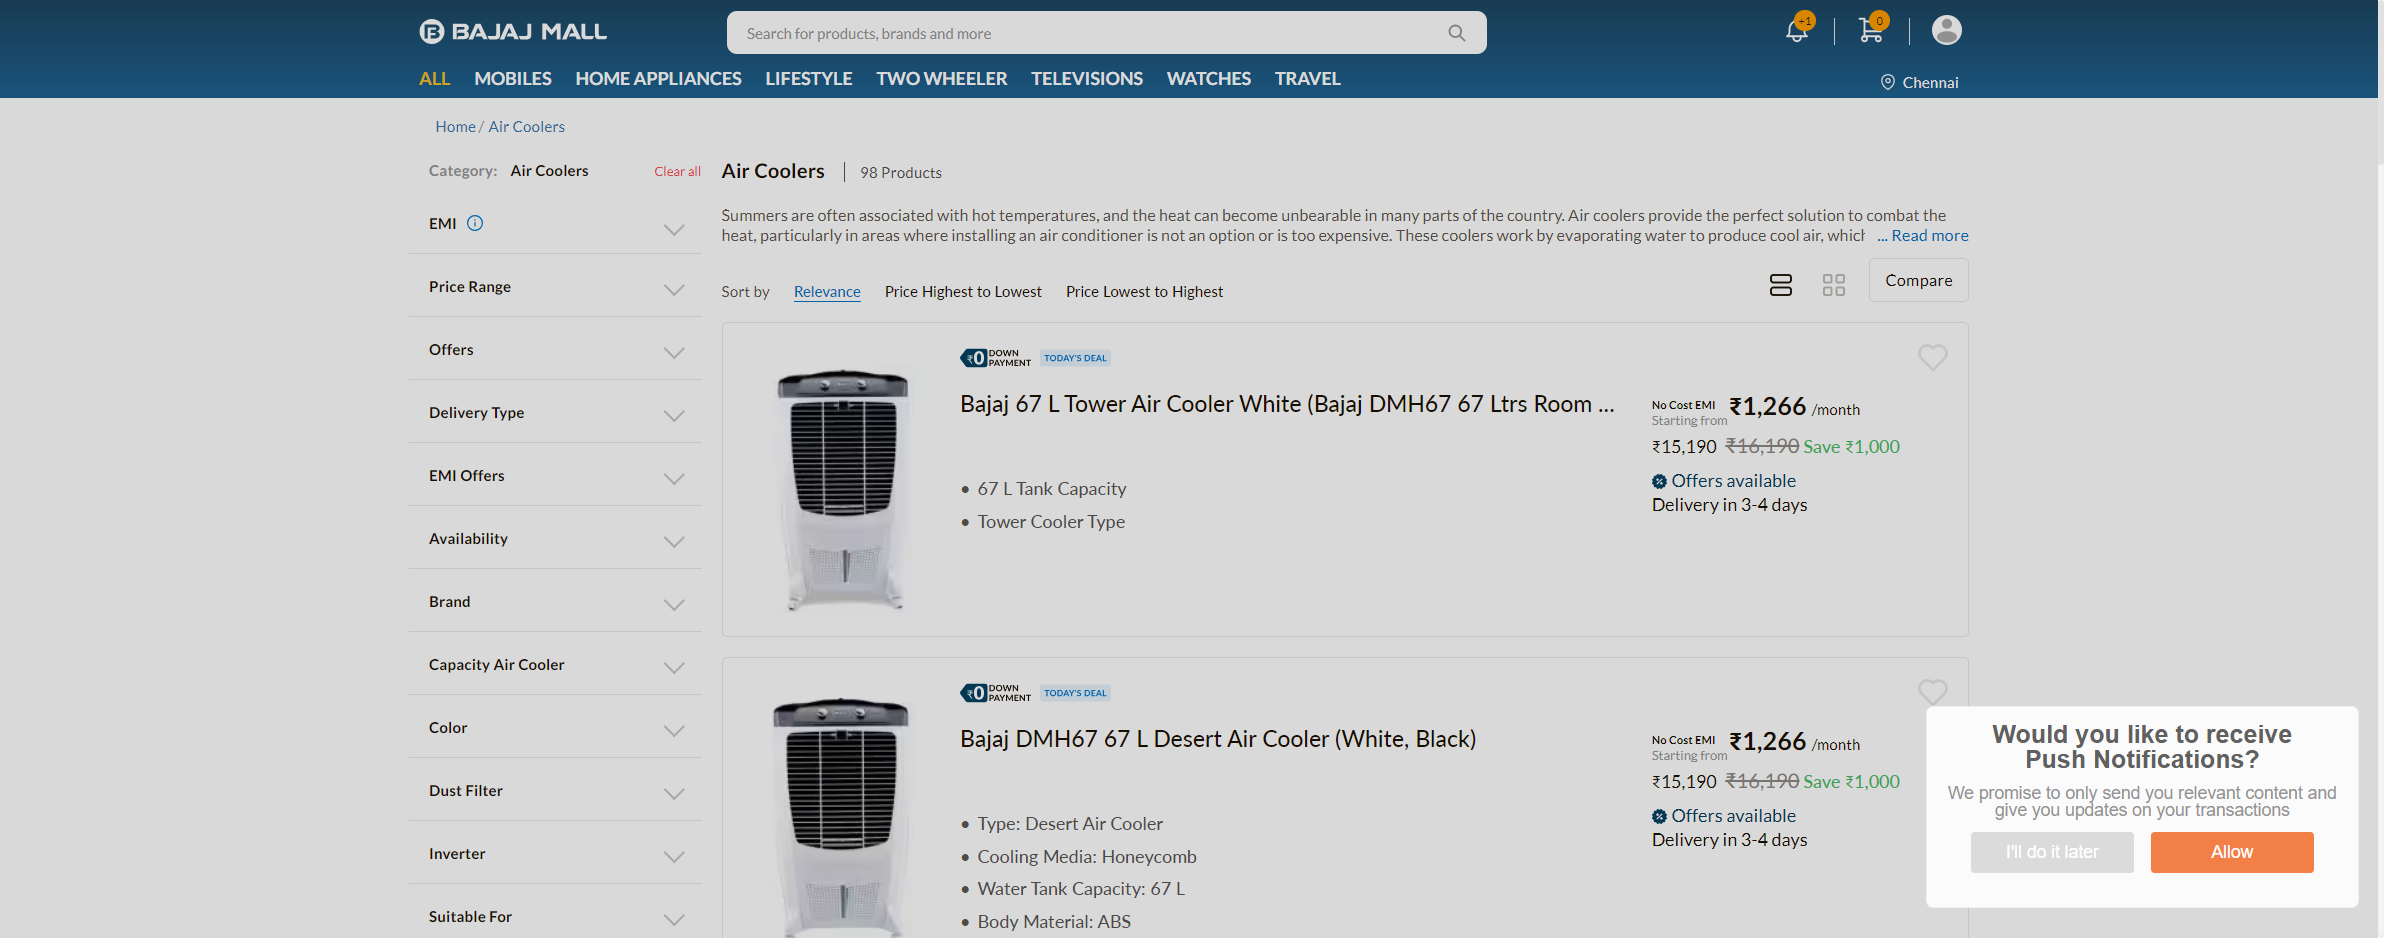 BAJAJ MALL
Search for products, brands and more
+1
0
ALL MOBILES HOME APPLIANCES LIFESTYLE TWO WHEELER TELEVISIONS WATCHES TRAVEL
Chennai
Home / Air Coolers
Category: Air Coolers Clear all
EMI
Price Range
Offers
Delivery Type
EMI Offers
Availability
Brand
Capacity Air Cooler
Color
Dust Filter
Inverter
Suitable For
Air Coolers 98 Products
Summers are often associated with hot temperatures, and the heat can become unbearable in many parts of the country. Air coolers provide the perfect solution to combat the
heat, particularly in areas where installing an air conditioner is not an option or is too expensive. These coolers work by evaporating water to produce cool air, which ... Read more
Sort by Relevance Price Highest to Lowest Price Lowest to Highest
Compare
₹0 DOWN PAYMENT TODAY'S DEAL
Bajaj 67 L Tower Air Cooler White (Bajaj DMH67 67 Ltrs Room ...
• 67 L Tank Capacity
• Tower Cooler Type
No Cost EMI ₹1,266 /month
Starting from
₹15,190 ₹16,190 Save ₹1,000
Offers available
Delivery in 3-4 days
₹0 DOWN PAYMENT TODAY'S DEAL
Bajaj DMH67 67 L Desert Air Cooler (White, Black)
• Type: Desert Air Cooler
• Cooling Media: Honeycomb
• Water Tank Capacity: 67 L
• Body Material: ABS
No Cost EMI ₹1,266 /month
Starting from
₹15,190 ₹16,190 Save ₹1,000
Offers available
Delivery in 3-4 days
Would you like to receive
Push Notifications?
We promise to only send you relevant content and
give you updates on your transactions
I'll do it later Allow